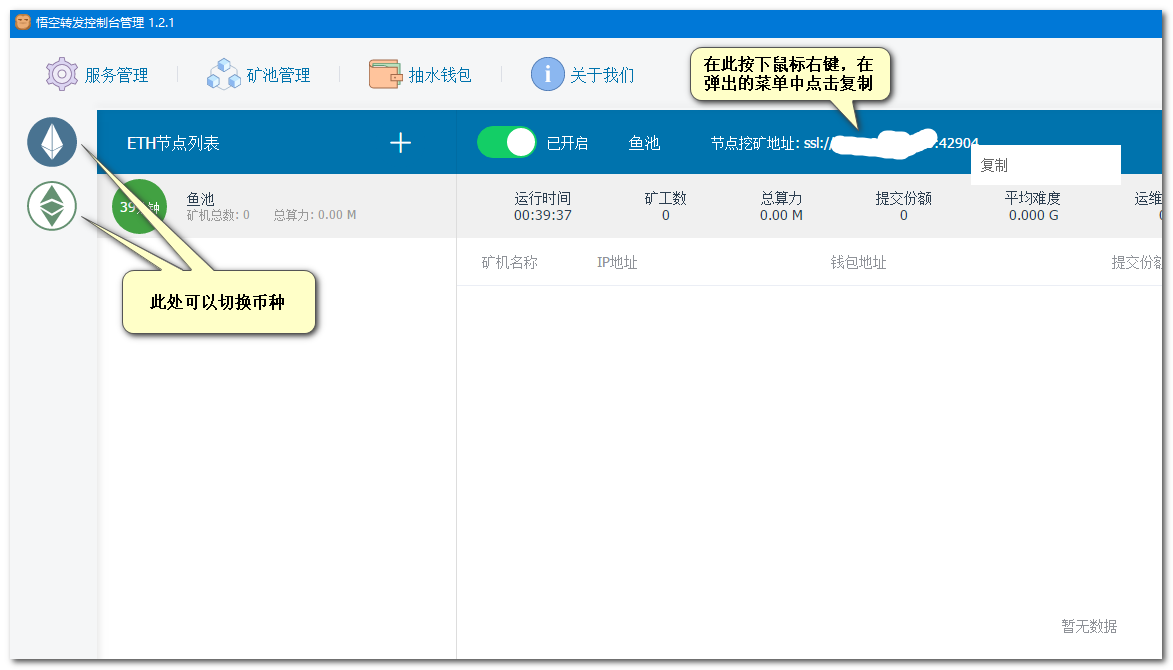 悟空转发控制台管理 1.2.1
服务管理
矿池管理
抽水钱包
关于我们
在此按下鼠标右键，在
弹出的菜单中点击复制
ETH节点列表
已开启
鱼池
节点挖矿地址: ssl://
:42904
复制
39分钟
鱼池
矿机总数: 0
总算力: 0.00 M
运行时间
00:39:37
矿工数
0
总算力
0.00 M
提交份额
0
平均难度
0.000 G
运维
矿机名称
IP地址
钱包地址
提交份额
此处可以切换币种
暂无数据